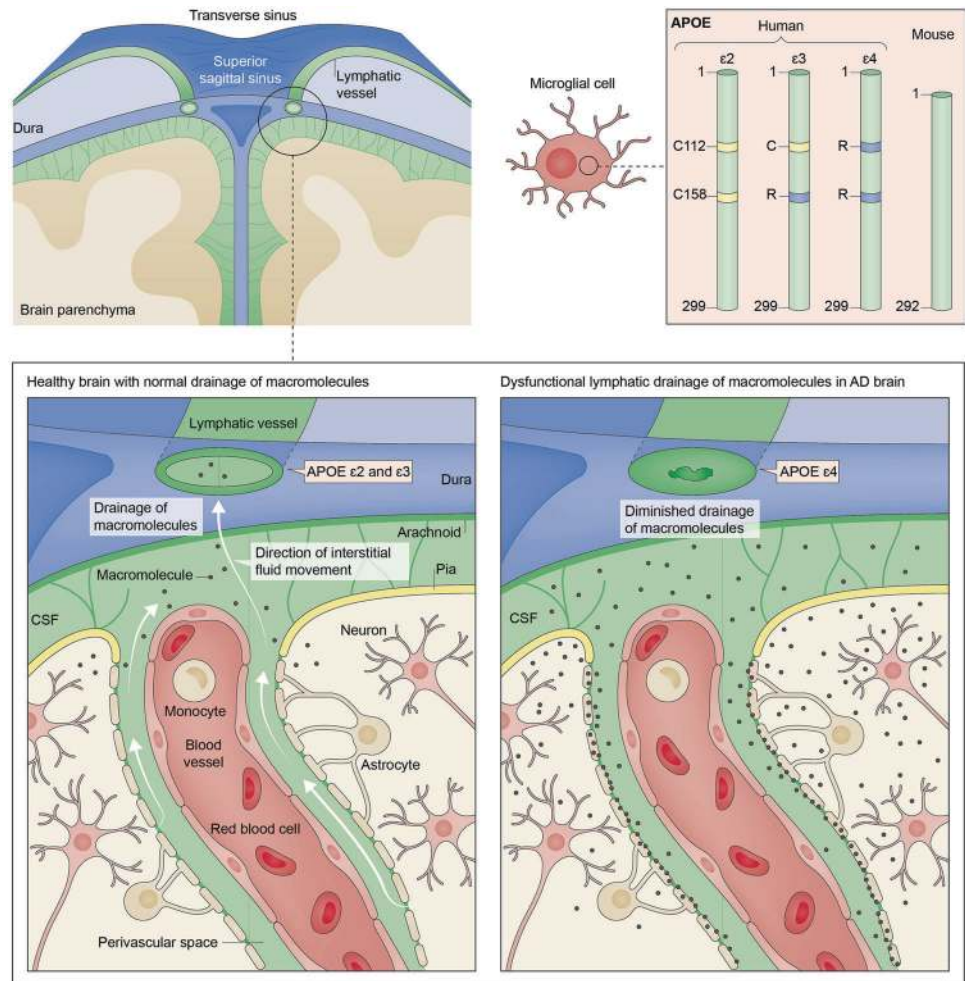 Transverse sinus
Superior
sagittal sinus
Lymphatic
vessel
Dura
Brain parenchyma
Microglial cell
APOE
Human
Mouse
ε2
ε3
ε4
1
1
1
1
C112
C
R
C158
R
R
299
299
299
292
Healthy brain with normal drainage of macromolecules
Lymphatic vessel
APOE ε2 and ε3
Dura
Drainage of
macromolecules
Arachnoid
Direction of interstitial
fluid movement
Macromolecule
Pia
CSF
Neuron
Monocyte
Blood
vessel
Astrocyte
Red blood cell
Perivascular space
Dysfunctional lymphatic drainage of macromolecules in AD brain
APOE ε4
Diminished drainage
of macromolecules
CSF